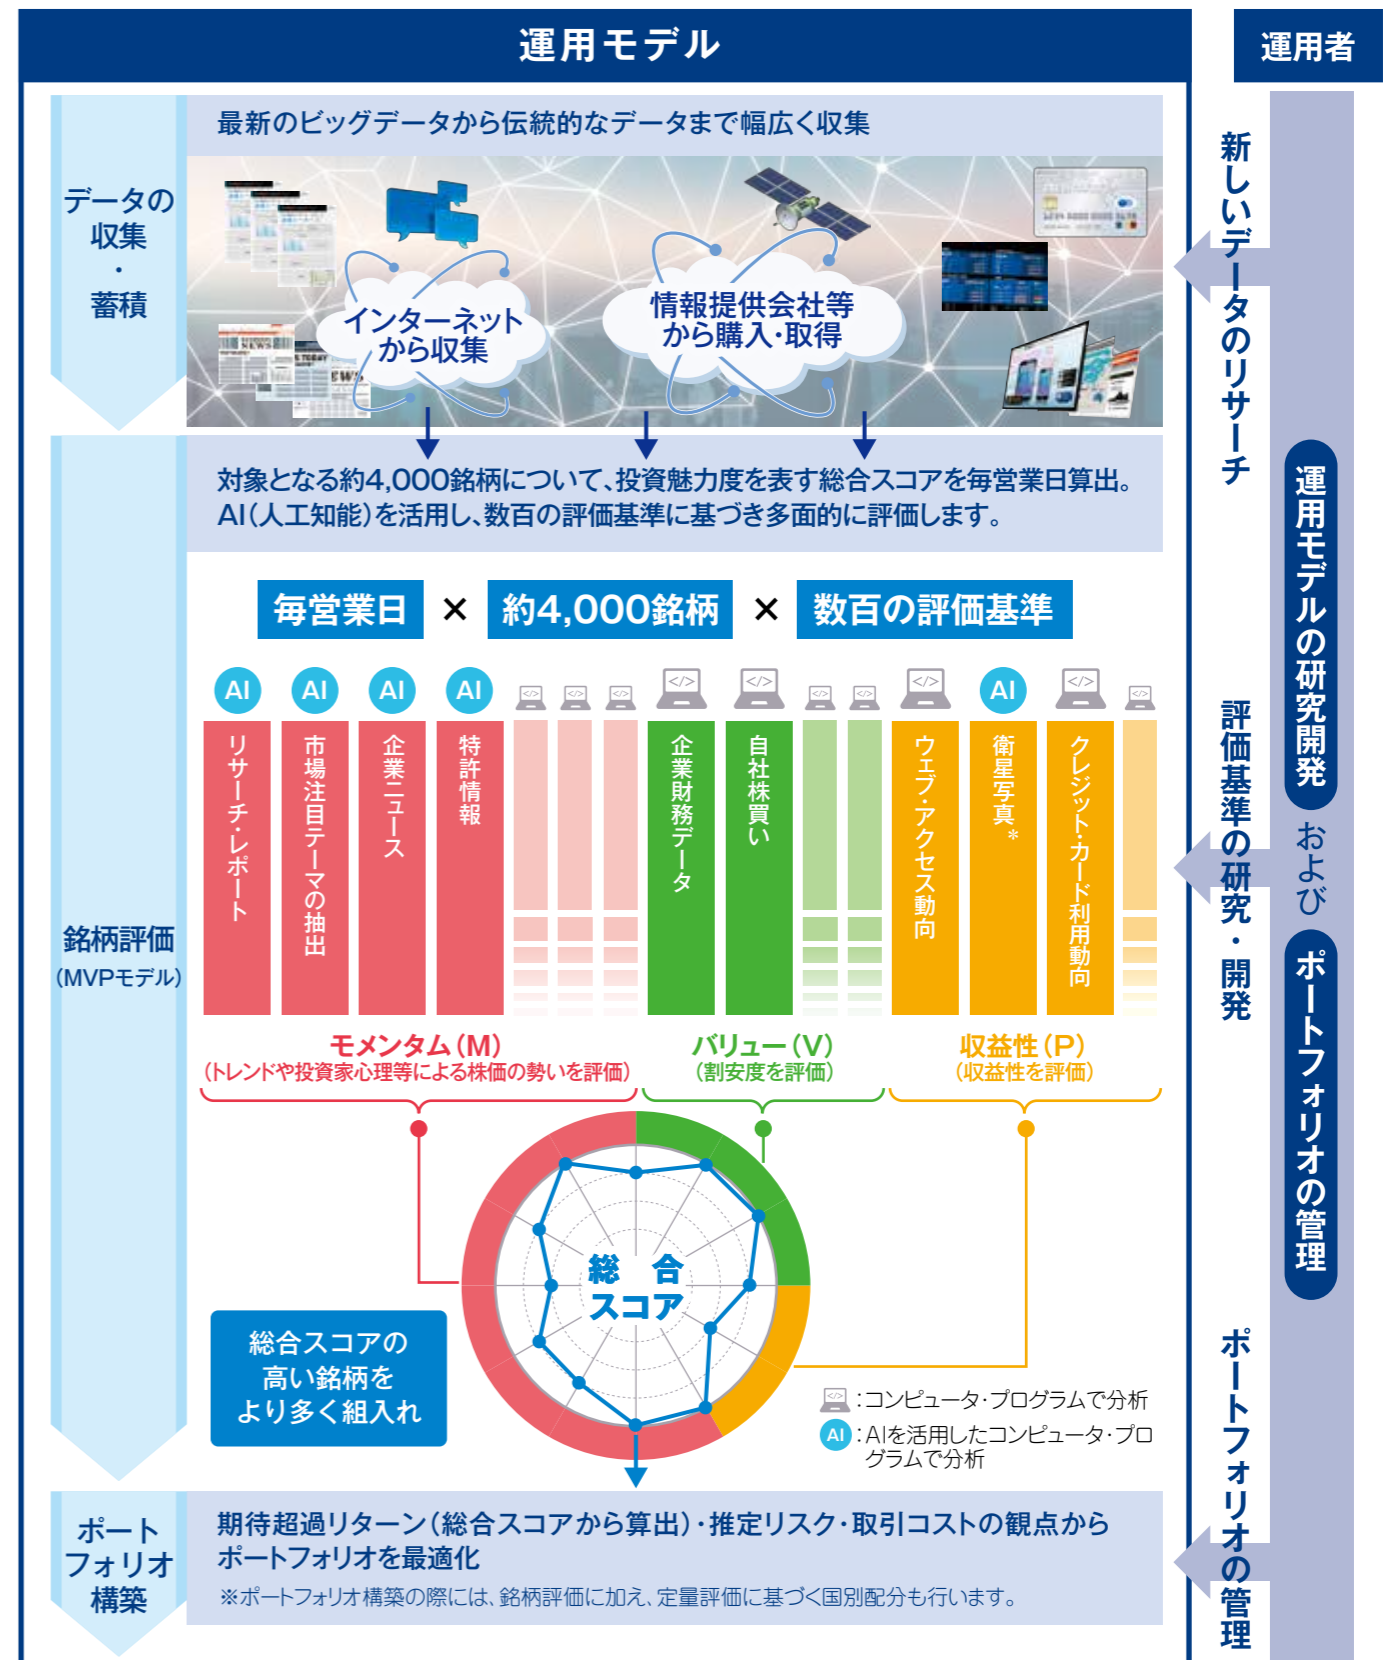 運用モデル
運用者
最新のビッグデータから伝統的なデータまで幅広く収集
データの
収集
・
蓄積
NEWS
インターネット
から収集
情報提供会社等
から購入・取得
新しいデータのリサーチ
対象となる約4,000銘柄について、投資魅力度を表す総合スコアを毎営業日算出。
AI(人工知能)を活用し、数百の評価基準に基づき多面的に評価します。
毎営業日 × 約4,000銘柄 × 数百の評価基準
銘柄評価
(MVPモデル)
AI
AI
AI
AI
</>
</>
</>
</>
</>
</>
</>
</>
AI
</>
</>
リサーチ・レポート
市場注目テーマの抽出
企業ニュース
特許情報
企業財務データ
自社株買い
ウェブ・アクセス動向
衛星写真*
クレジット・カード利用動向
モメンタム(M)
(トレンドや投資家心理等による株価の勢いを評価)
バリュー(V)
(割安度を評価)
収益性(P)
(収益性を評価)
総 合
スコア
総合スコアの
高い銘柄を
より多く組入れ
</>:コンピュータ・プログラムで分析
AI:AIを活用したコンピュータ・プロ
グラムで分析
評価基準の研究・開発
運用モデルの研究開発
および
ポートフォリオの管理
ポート
フォリオ
構築
期待超過リターン(総合スコアから算出)・推定リスク・取引コストの観点から
ポートフォリオを最適化
※ポートフォリオ構築の際には、銘柄評価に加え、定量評価に基づく国別配分も行います。
ポートフォリオの管理